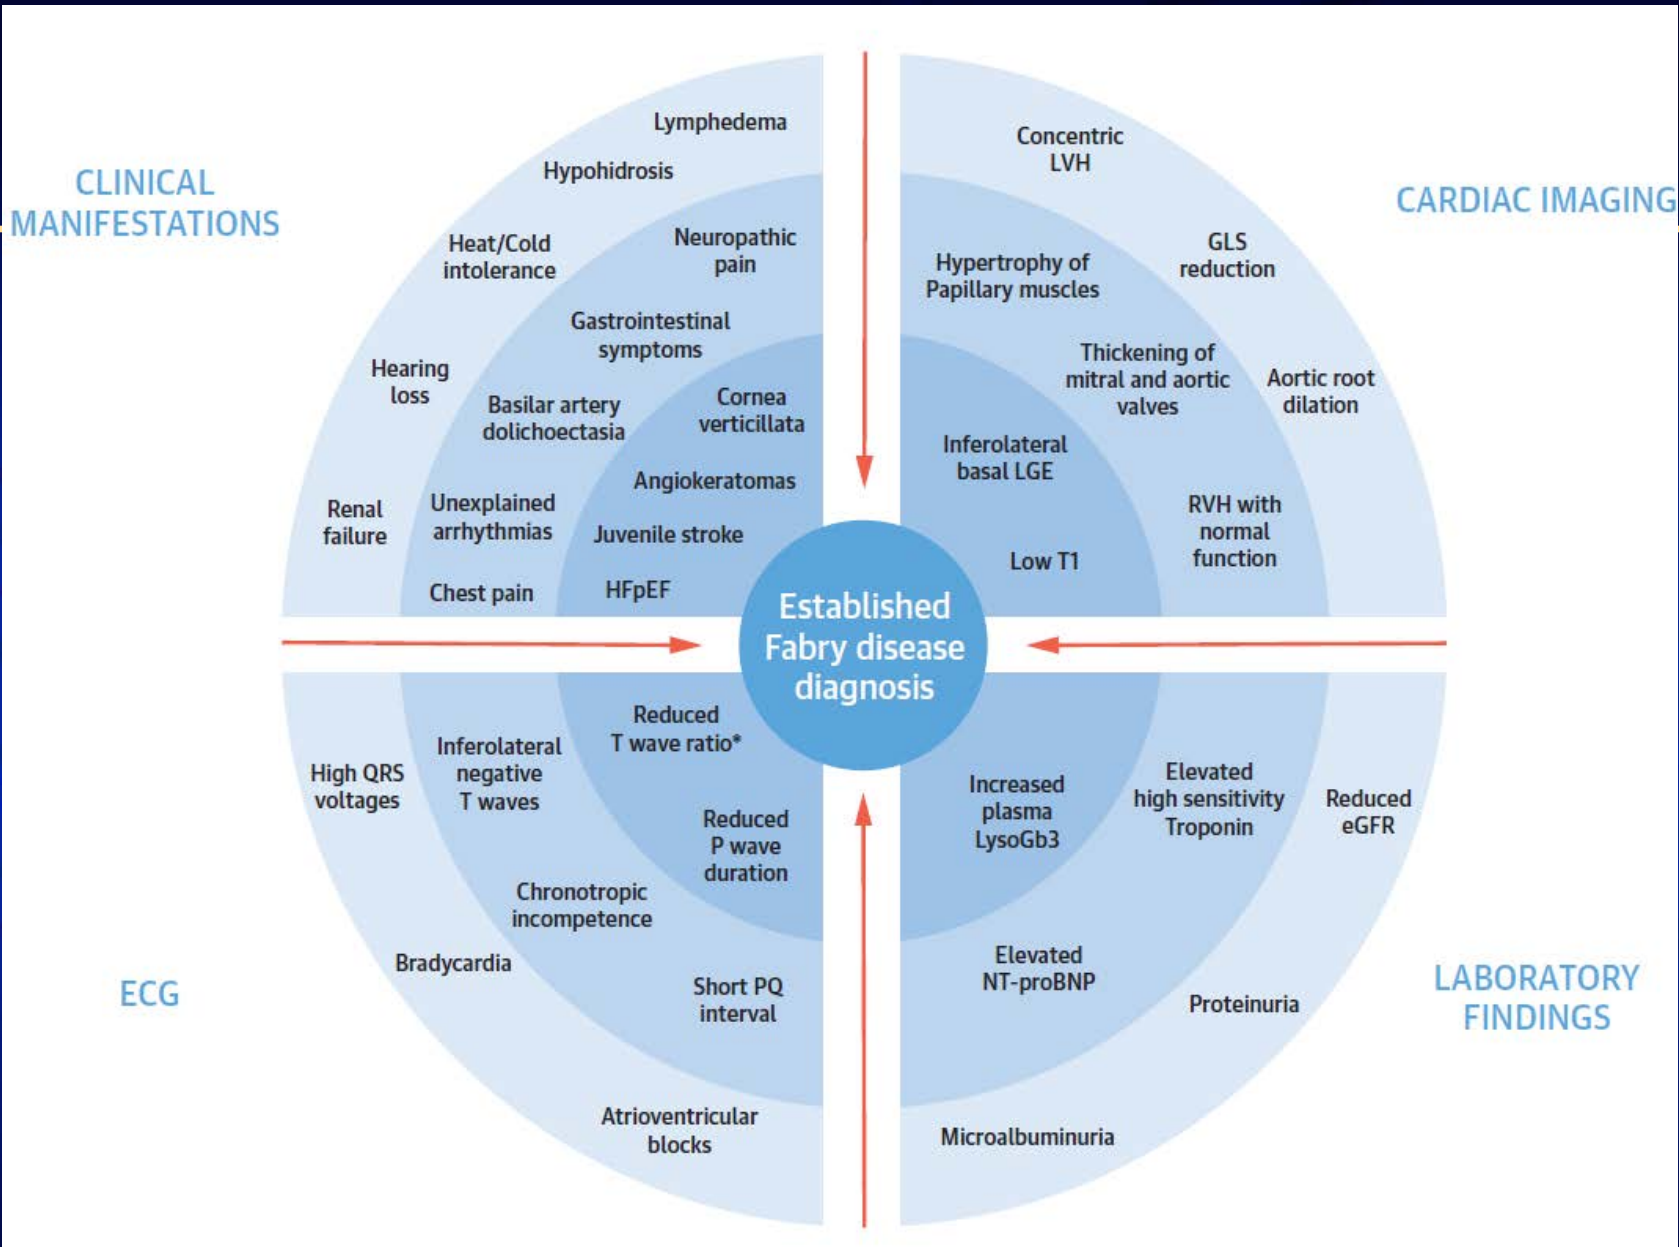 CLINICAL
MANIFESTATIONS
Lymphedema
Hypohidrosis
Heat/Cold
intolerance
Hearing
loss
Renal
failure
Neuropathic
pain
Gastrointestinal
symptoms
Basilar artery
dolichoectasia
Unexplained
arrhythmias
Chest pain
Cornea
verticillata
Angiokeratomas
Juvenile stroke
HFpEF
CARDIAC IMAGING
Concentric
LVH
GLS
reduction
Aortic root
dilation
Hypertrophy of
Papillary muscles
Thickening of
mitral and aortic
valves
RVH with
normal
function
Inferolateral
basal LGE
Low T1
Established
Fabry disease
diagnosis
ECG
High QRS
voltages
Bradycardia
Atrioventricular
blocks
Inferolateral
negative
T waves
Chronotropic
incompetence
Short PQ
interval
Reduced
T wave ratio*
Reduced
P wave
duration
LABORATORY
FINDINGS
Increased
plasma
LysoGb3
Elevated
high sensitivity
Troponin
Elevated
NT-proBNP
Reduced
eGFR
Proteinuria
Microalbuminuria